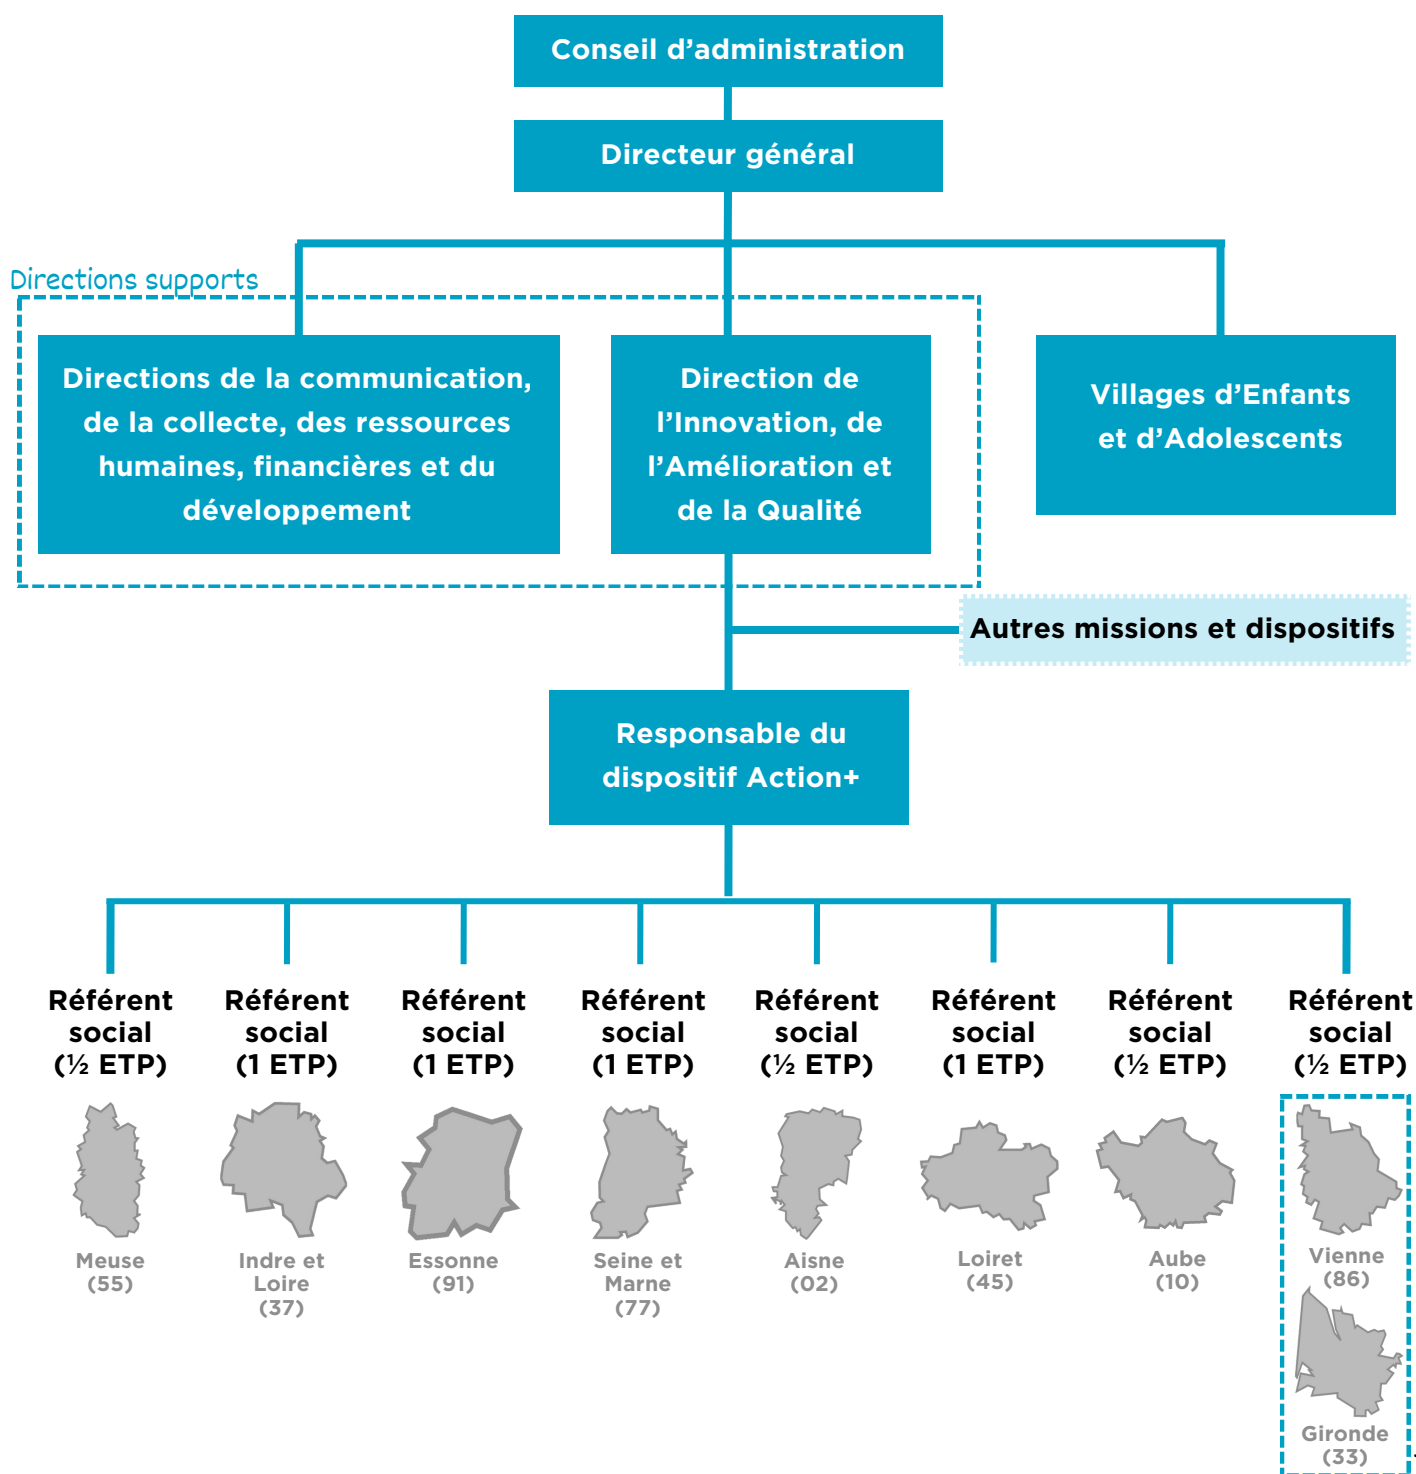 Conseil d’administration
Directeur général
Directions supports
Directions de la communication,
de la collecte, des ressources
humaines, financières et du
développement
Direction de
l’Innovation, de
l’Amélioration et
de la Qualité
Villages d’Enfants
et d’Adolescents
Autres missions et dispositifs
Responsable du
dispositif Action+
Référent
social
(½ ETP)
Meuse
(55)
Référent
social
(1 ETP)
Indre et
Loire
(37)
Référent
social
(1 ETP)
Essonne
(91)
Référent
social
(1 ETP)
Seine et
Marne
(77)
Référent
social
(½ ETP)
Aisne
(02)
Référent
social
(1 ETP)
Loiret
(45)
Référent
social
(½ ETP)
Aube
(10)
Référent
social
(½ ETP)
Vienne
(86)
Gironde
(33)